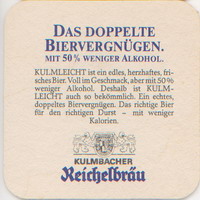 DAS DOPPELTE
BIERVERGNÜGEN.
MIT 50% WENIGER ALKOHOL.
KULMLEICHT ist ein edles, herzhaftes, fri-
sches Bier. Voll im Geschmack, aber mit 50%
weniger Alkohol. Deshalb ist KULM-
LEICHT auch so bekömmlich. Ein echtes,
doppeltes Biervergnügen. Das richtige Bier
für den richtigen Durst – mit weniger
Kalorien.
KULMBACHER
Reichelbräu